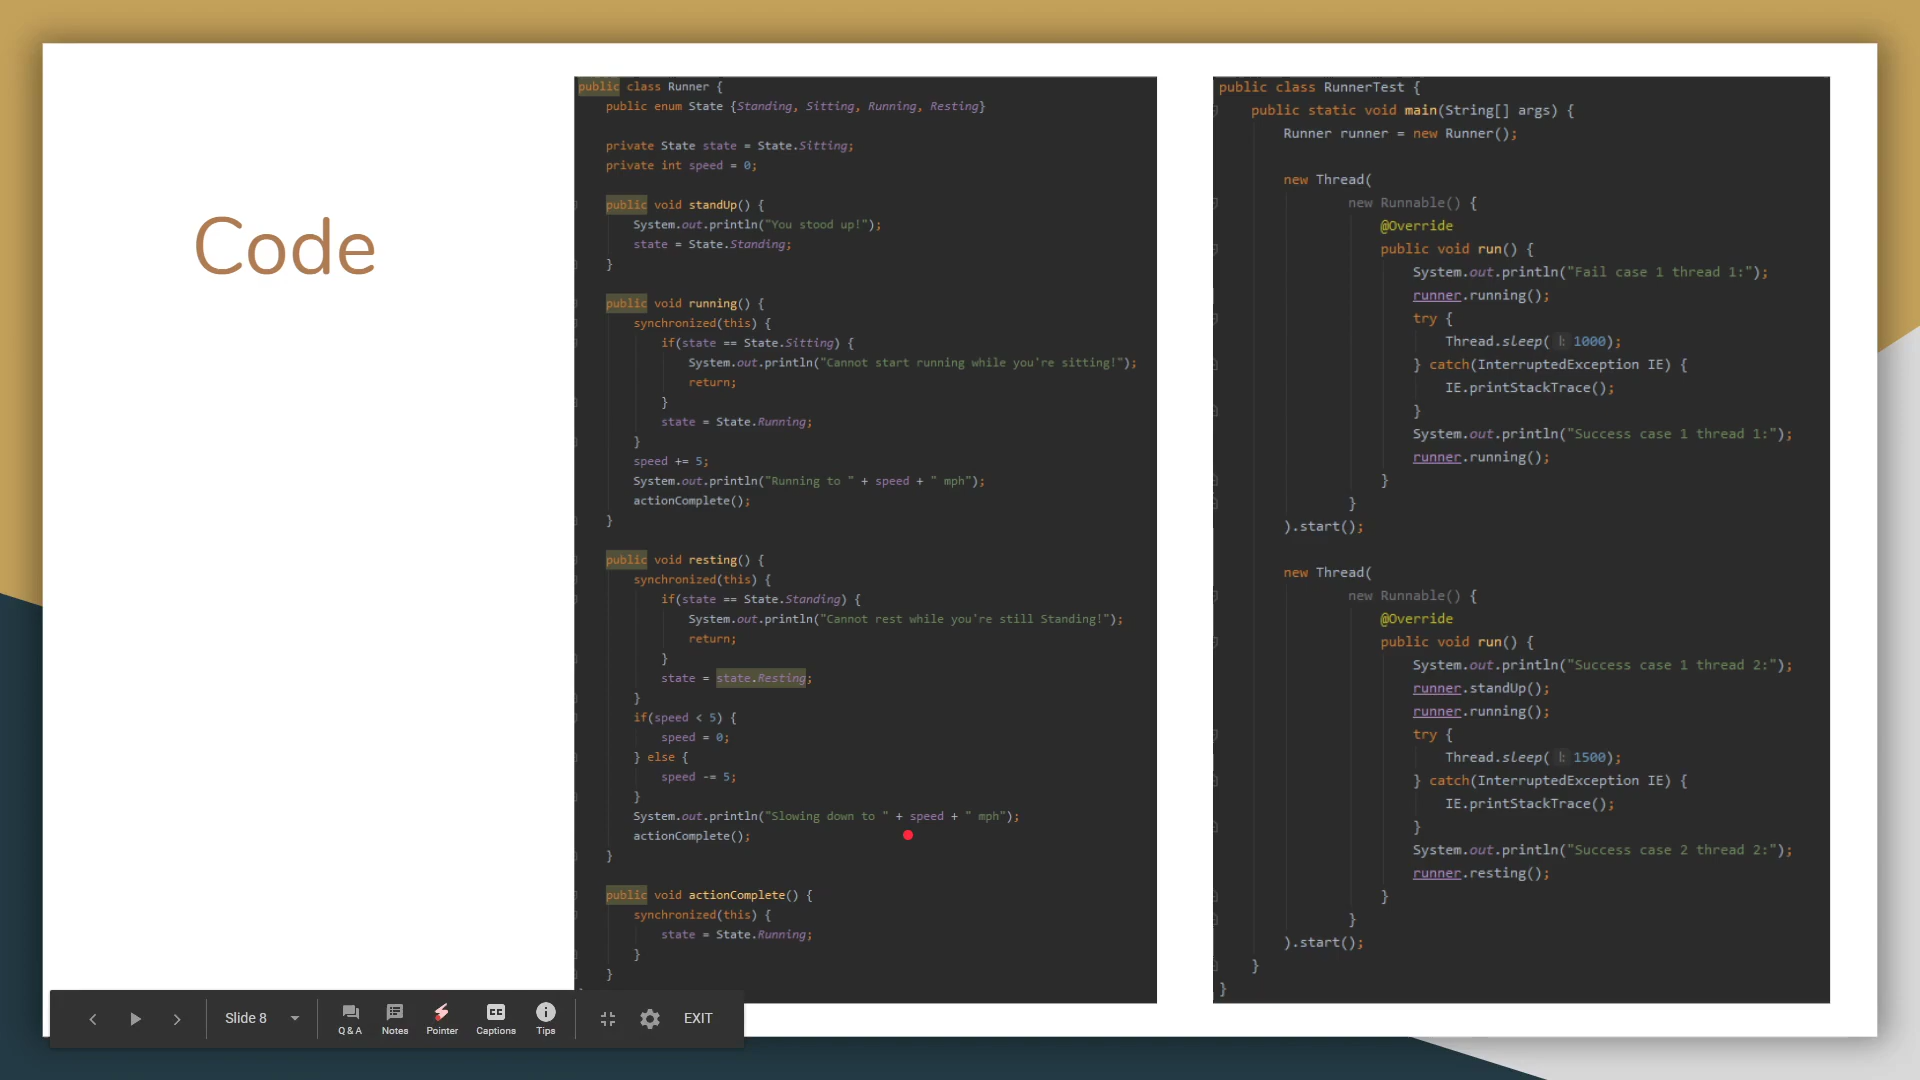 Code
public class Runner {
public enum State {Standing, Sitting, Running, Resting}
private State state = State.Sitting;
private int speed = 0;
public void standUp() {
System.out.println("You stood up!");
state = State.Standing;
}
public void running() {
synchronized(this) {
if(state == State.Sitting) {
System.out.println("Cannot start running while you're sitting!");
return;
}
state = State.Running;
}
speed += 5;
System.out.println("Running to " + speed + " mph");
actionComplete();
}
public void resting() {
synchronized(this) {
if(state == State.Standing) {
System.out.println("Cannot rest while you're still Standing!");
return;
}
state = state.Resting;
}
if(speed < 5) {
speed = 0;
} else {
speed -= 5;
}
System.out.println("Slowing down to " + speed + " mph");
actionComplete();
}
public void actionComplete() {
synchronized(this) {
state = State.Running;
}
}
public class RunnerTest {
public static void main(String[] args) {
Runner runner = new Runner();
new Thread(
new Runnable() {
@Override
public void run() {
System.out.println("Fail case 1 thread 1:");
runner.running();
try {
Thread.sleep( l: 1000);
} catch(InterruptedException IE) {
IE.printStackTrace();
}
System.out.println("Success case 1 thread 1:");
runner.running();
}
}
).start();
new Thread(
new Runnable() {
@Override
public void run() {
System.out.println("Success case 1 thread 2:");
runner.standUp();
runner.running();
try {
Thread.sleep( l: 1500);
} catch(InterruptedException IE) {
IE.printStackTrace();
}
System.out.println("Success case 2 thread 2:");
runner.resting();
}
}
).start();
}
}
Slide 8
Q & A
Notes
Pointer
CC
Captions
Tips
EXIT